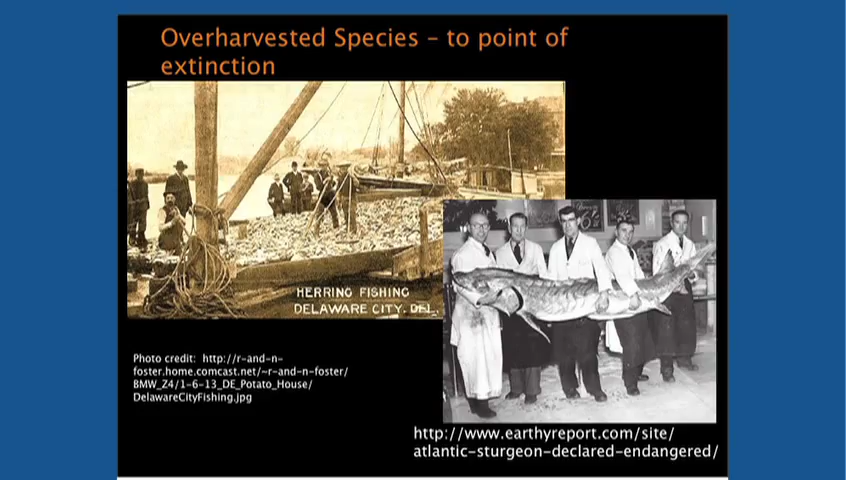 Overharvested Species – to point of
extinction
HERRING FISHING
DELAWARE CITY. DEL.
Photo credit:  http://r-and-n-
foster.home.comcast.net/~r-and-n-foster/
BMW_Z4/1-6-13_DE_Potato_House/
DelawareCityFishing.jpg
http://www.earthyreport.com/site/
atlantic-sturgeon-declared-endangered/